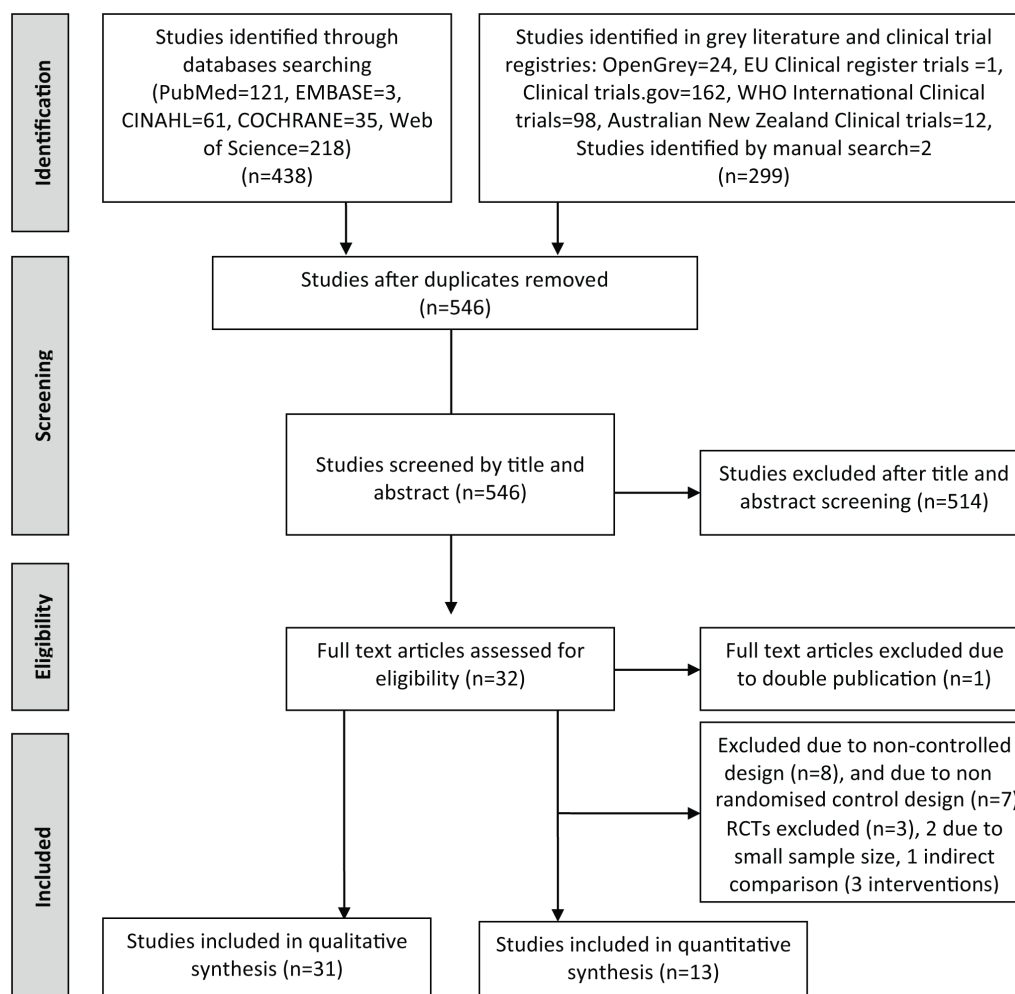 Identification
Studies identified through
databases searching
(PubMed=121, EMBASE=3,
CINAHL=61, COCHRANE=35, Web
of Science=218)
(n=438)
Studies identified in grey literature and clinical trial
registries: OpenGrey=24, EU Clinical register trials =1,
Clinical trials.gov=162, WHO International Clinical
trials=98, Australian New Zealand Clinical trials=12,
Studies identified by manual search=2
(n=299)
Screening
Studies after duplicates removed
(n=546)
Studies screened by title and
abstract (n=546)
Studies excluded after title and
abstract screening (n=514)
Eligibility
Full text articles assessed for
eligibility (n=32)
Full text articles excluded due
to double publication (n=1)
Included
Excluded due to non-controlled
design (n=8), and due to non
randomised control design (n=7)
RCTs excluded (n=3), 2 due to
small sample size, 1 indirect
comparison (3 interventions)
Studies included in qualitative
synthesis (n=31)
Studies included in quantitative
synthesis (n=13)